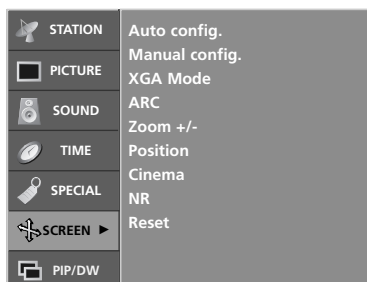 STATION
PICTURE
SOUND
TIME
SPECIAL
SCREEN ►
PIP/DW
Auto config.
Manual config.
XGA Mode
ARC
Zoom +/-
Position
Cinema
NR
Reset